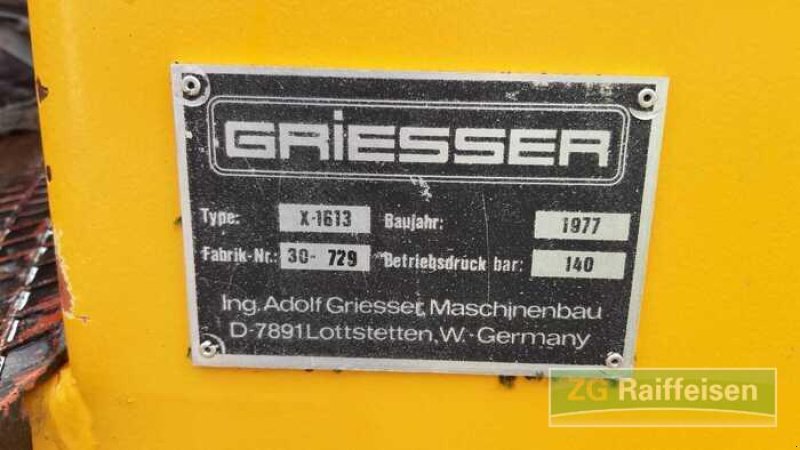 GRiESSER
Type: X-1613 Baujahr: 1977
Fabrik-Nr.: 30- 729 Betriebsdruck bar: 140
Ing. Adolf Griesser, Maschinenbau
D-7891 Lottstetten, W.-Germany
ZG Raiffeisen